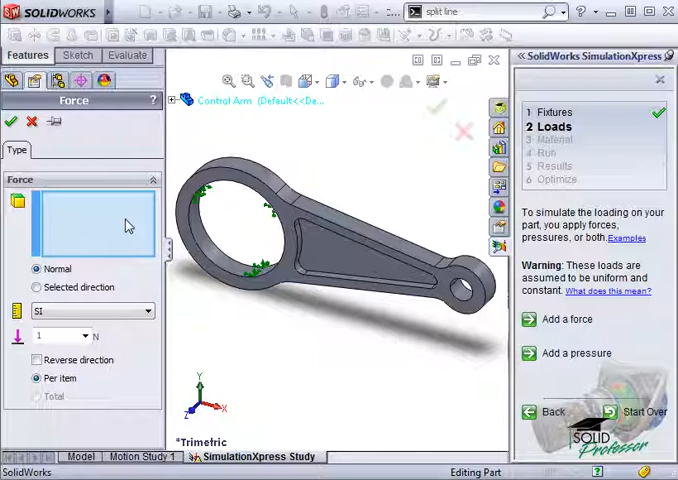 SW SOLIDWORKS
split line
Features
Sketch
Evaluate
Force
?
Type
Force
Normal
Selected direction
SI
1
N
Reverse direction
Per item
Total
Control Arm (Default<<De...
Y
X
Z
*Trimetric
Model
Motion Study 1
SimulationXpress Study
SolidWorks
Editing Part
SolidWorks SimulationXpress
1 Fixtures
2 Loads
3 Material
4 Run
5 Results
6 Optimize
To simulate the loading on your
part, you apply forces,
pressures, or both. Examples
Warning: These loads are
assumed to be uniform and
constant. What does this mean?
Add a force
Add a pressure
Back
Start Over
SOLID
Professor